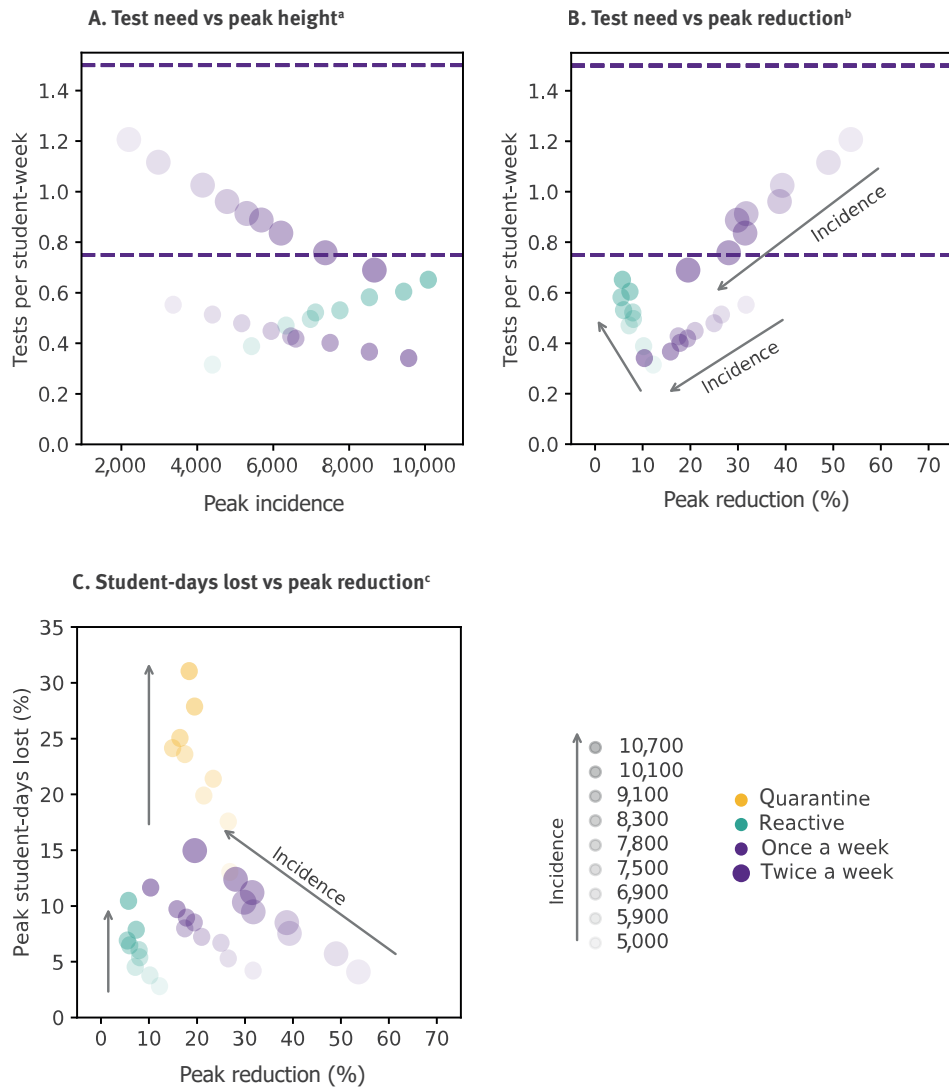 A. Test need vs peak heightᵃ
Tests per student-week
1.4
1.2
1.0
0.8
0.6
0.4
0.2
0.0
2,000 4,000 6,000 8,000 10,000
Peak incidence
B. Test need vs peak reductionᵇ
Tests per student-week
1.4
1.2
1.0
0.8
0.6
0.4
0.2
0.0
Incidence
Incidence
0 10 20 30 40 50 60 70
Peak reduction (%)
C. Student-days lost vs peak reductionᶜ
Peak student-days lost (%)
35
30
25
20
15
10
5
0
Incidence
0 10 20 30 40 50 60 70
Peak reduction (%)
Incidence
10,700
10,100
9,100
8,300
7,800
7,500
6,900
5,900
5,000
Quarantine
Reactive
Once a week
Twice a week